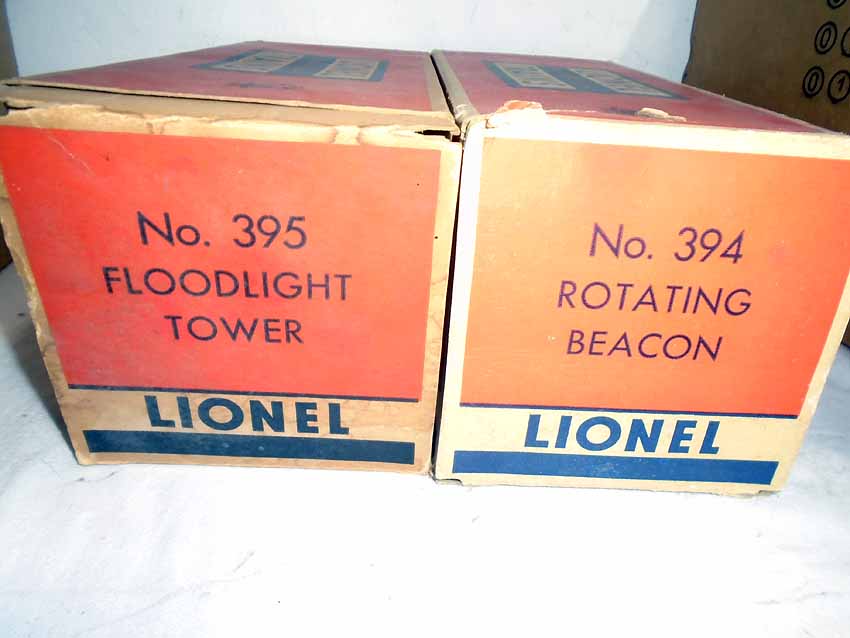 No. 395
FLOODLIGHT
TOWER
LIONEL
No. 394
ROTATING
BEACON
LIONEL